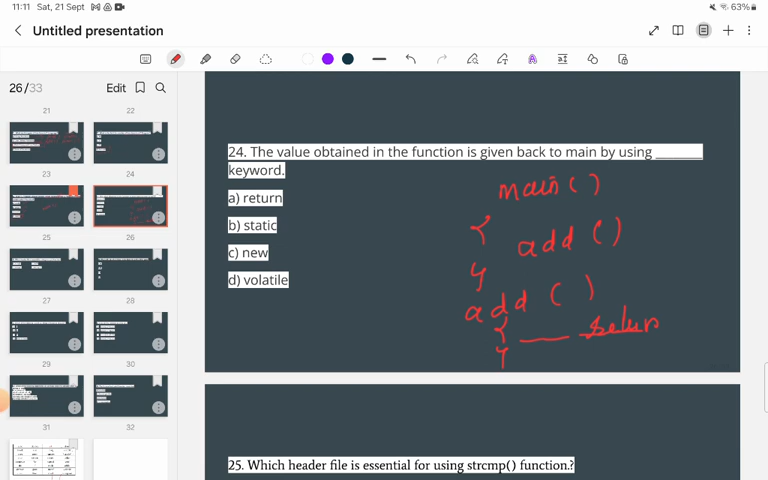 11:11 Sat, 21 Sept
63%
Untitled presentation
26/33
Edit
21
22
23
24
25
26
27
28
29
30
31
32
24. The value obtained in the function is given back to main by using ______
keyword.
a) return
b) static
c) new
d) volatile
main ( )
{
add ( )
}
add ( )
{
return
}
25. Which header file is essential for using strcmp() function.?